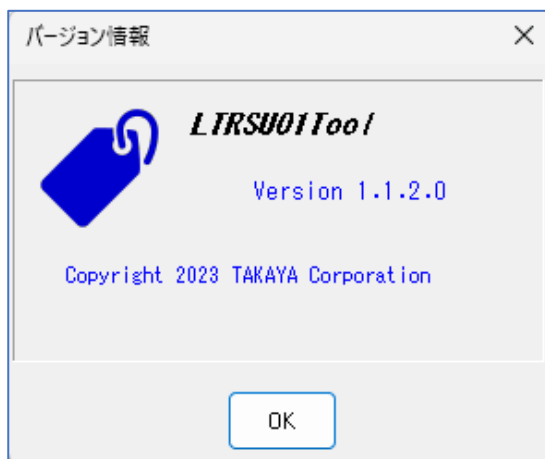 バージョン情報
LTRSU01Tool
Version 1.1.2.0
Copyright 2023 TAKAYA Corporation
OK